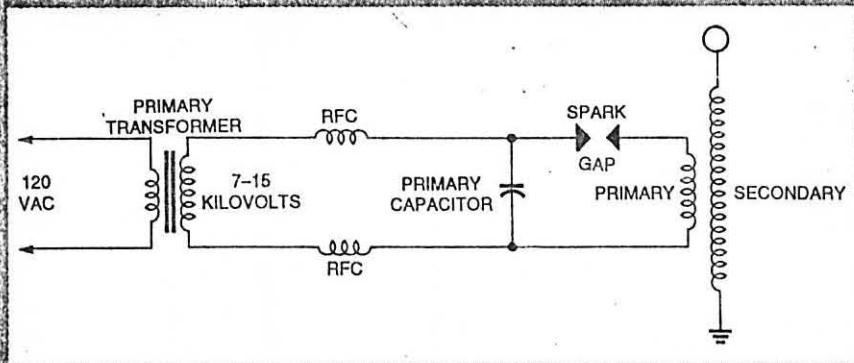 PRIMARY
TRANSFORMER
RFC
SPARK
GAP
120
VAC
7–15
KILOVOLTS
PRIMARY
CAPACITOR
PRIMARY
SECONDARY
RFC